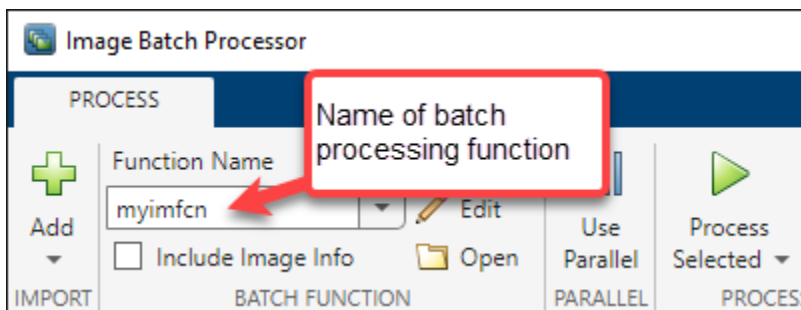 Image Batch Processor
PROCESS
Name of batch
processing function
Function Name
myimfcn
Edit
Add
Include Image Info
Open
Use
Parallel
Process
Selected
IMPORT
BATCH FUNCTION
PARALLEL